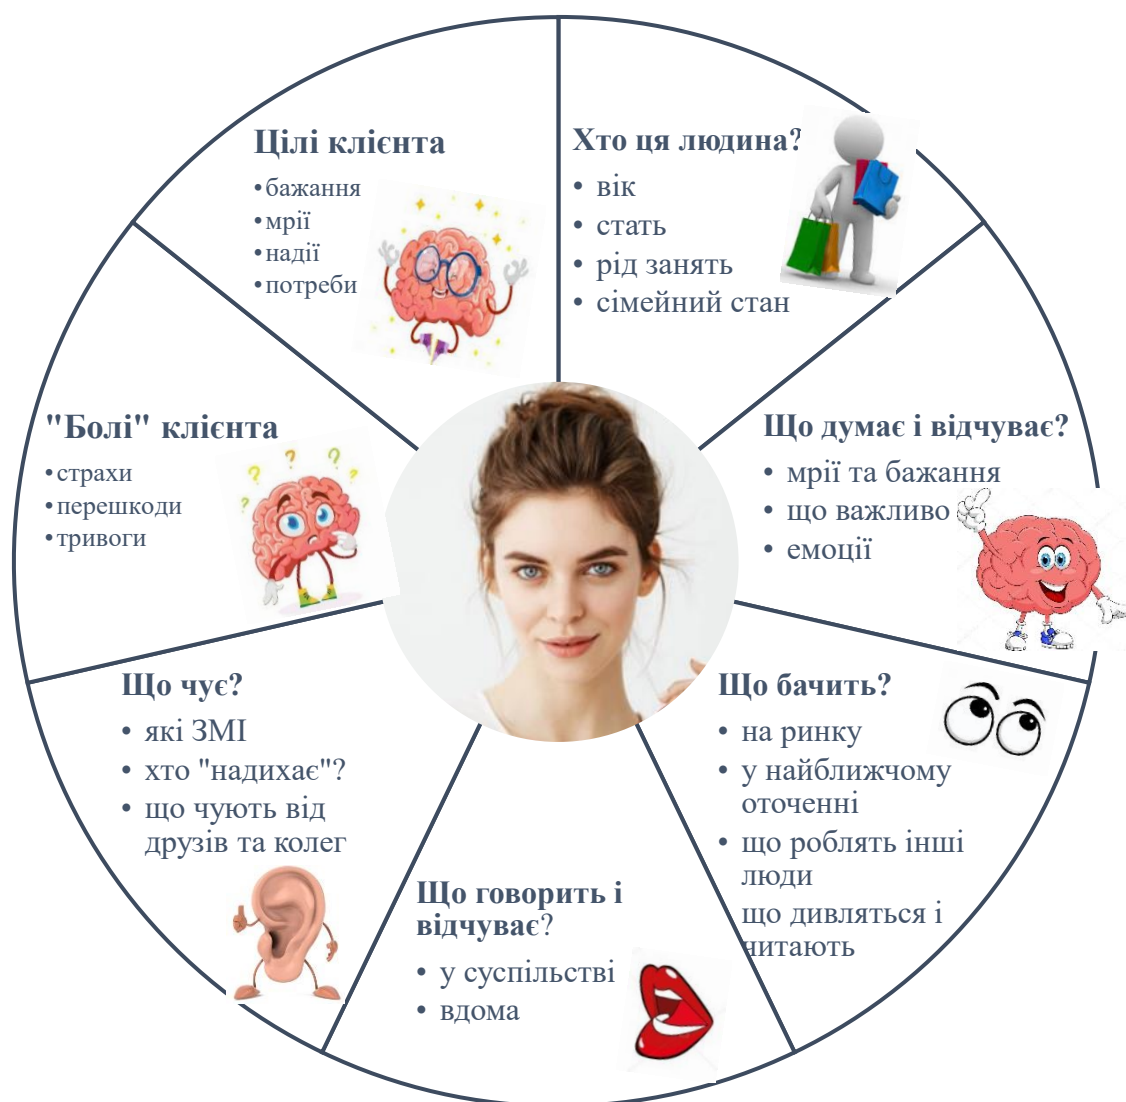 Цілі клієнта
•бажання
•мрії
•надії
•потреби
Хто ця людина?
• вік
• стать
• рід занять
• сімейний стан
Що думає і відчуває?
• мрії та бажання
• що важливо
• емоції
Що бачить?
• на ринку
• у найближчому
оточенні
• що роблять інші
люди
що дивляться і
читають
Що говорить і
відчуває?
• у суспільстві
• вдома
Що чує?
• які ЗМІ
• хто "надихає"?
• що чують від
друзів та колег
"Болі" клієнта
•страхи
•перешкоди
•тривоги